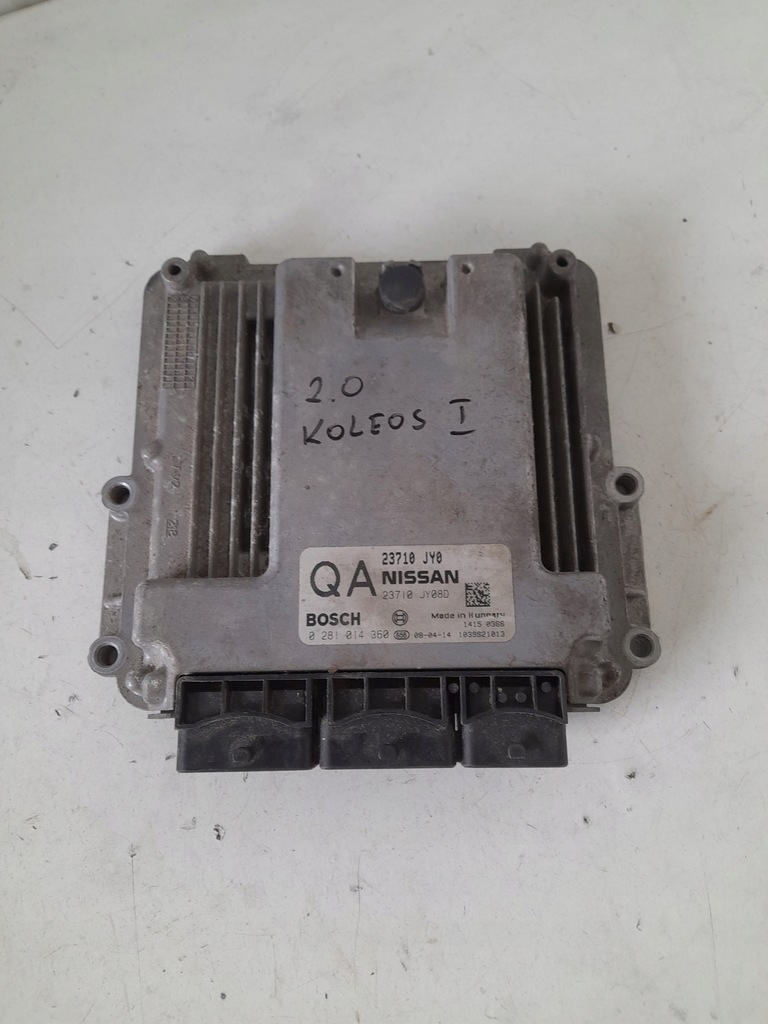 2.0
KOLEOS I
23710 JY0
QA NISSAN
23710 JY08D
BOSCH Made in Hungary
1415 0386
0 281 014 360 08-04-14 1039S21013